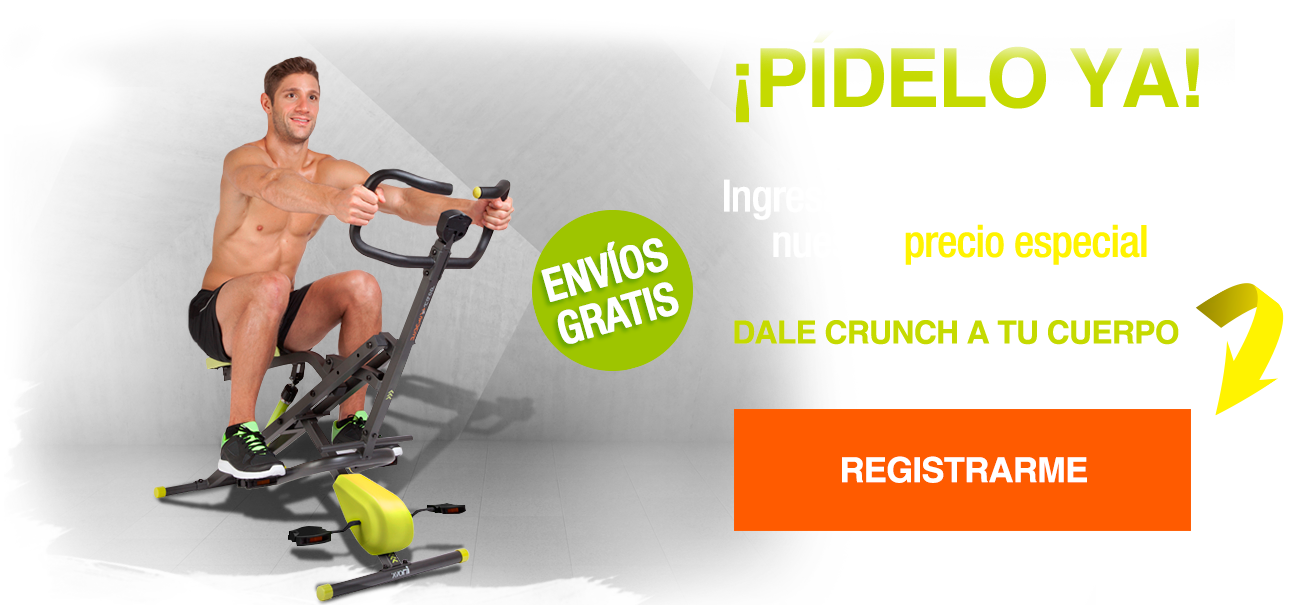 ¡PÍDELO YA!
precio especial
ENVÍOS
GRATIS
DALE CRUNCH A TU CUERPO
REGISTRARME